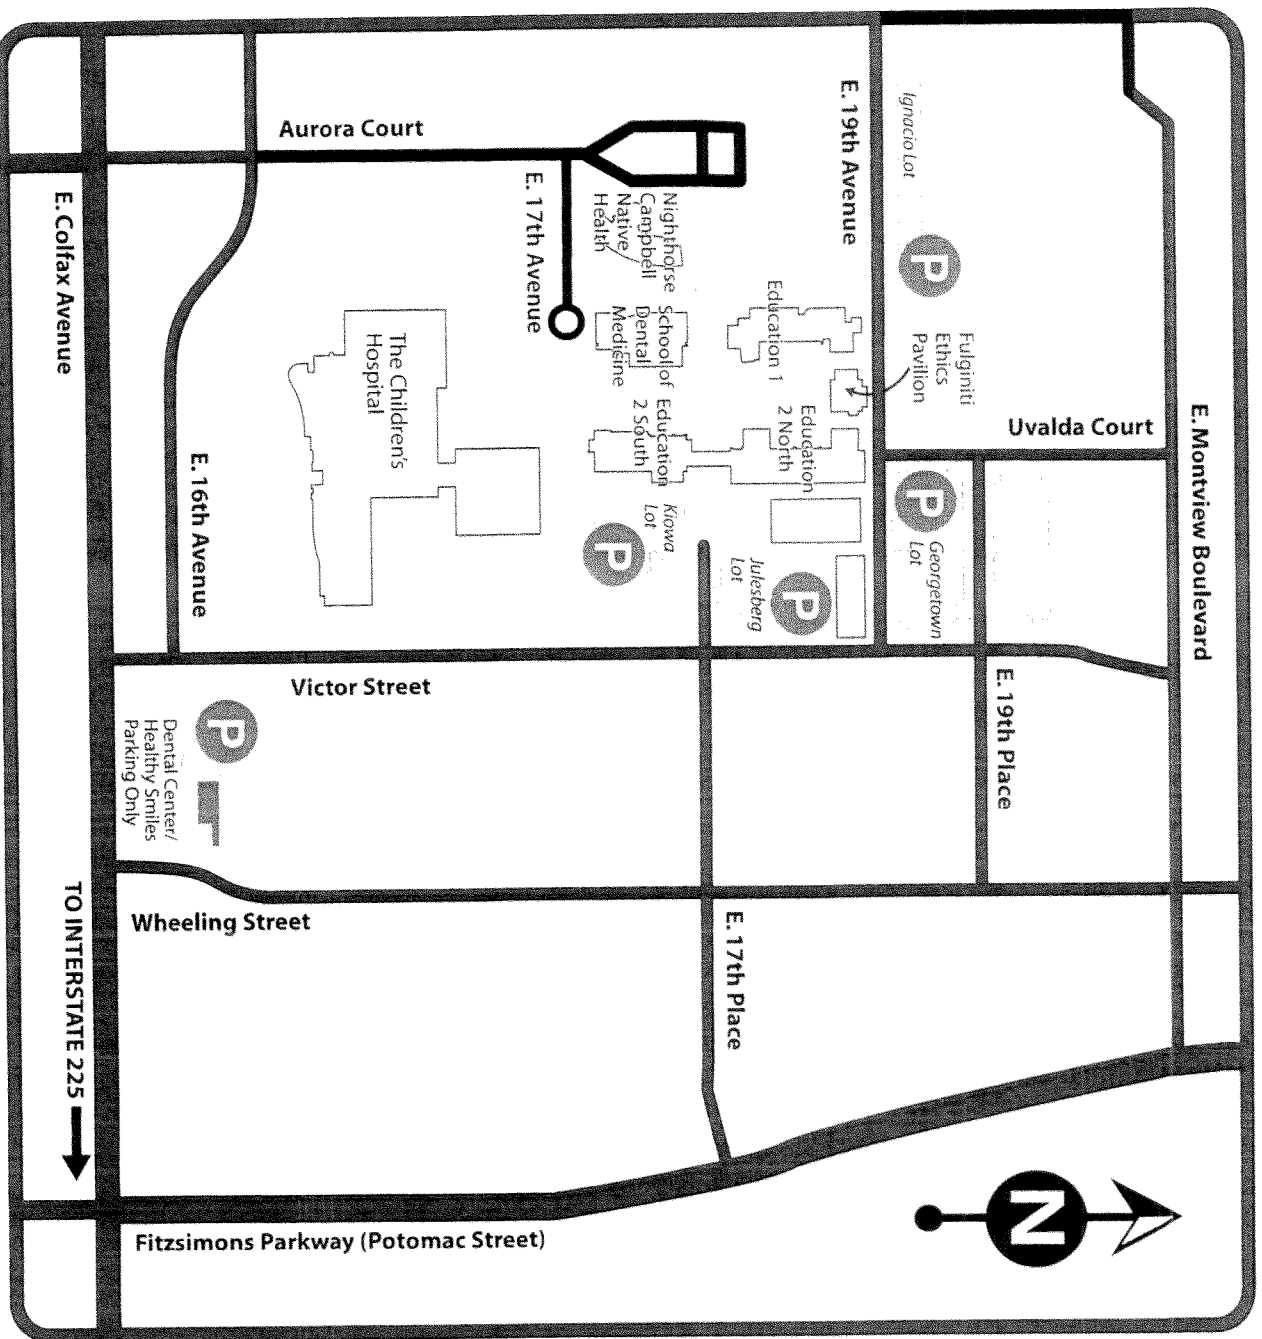 E. Montview Boulevard
Ignacio Lot
P
Fulginiti
Ethics
Pavilion
Uvalda Court
P
Georgetown
Lot
E. 19th Place
E. 19th Avenue
Education 1
Education
2 North
Julesberg
Lot
P
Nighthorse
Campbell
Native
Health
School of
Dental
Medicine
Education
2 South
Kiowa
Lot
P
E. 17th Place
E. 17th Avenue
Aurora Court
The Children's
Hospital
E. 16th Avenue
Victor Street
P
Dental Center/
Healthy Smiles
Parking Only
Wheeling Street
Fitzsimons Parkway (Potomac Street)
E. Colfax Avenue
TO INTERSTATE 225
N